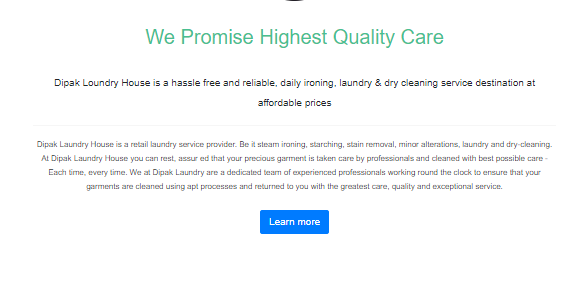 We Promise Highest Quality Care
Dipak Loundry House is a hassle free and reliable, daily ironing, laundry & dry cleaning service destination at
affordable prices
Dipak Laundry House is a retail laundry service provider. Be it steam ironing, starching, stain removal, minor alterations, laundry and dry-cleaning.
At Dipak Laundry House you can rest, assur ed that your precious garment is taken care by professionals and cleaned with best possible care -
Each time, every time. We at Dipak Laundry are a dedicated team of experienced professionals working round the clock to ensure that your
garments are cleaned using apt processes and returned to you with the greatest care, quality and exceptional service.
Learn more